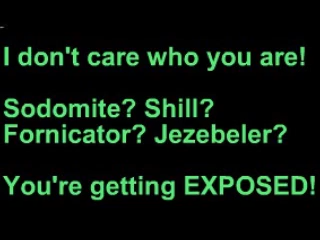 I don't care who you are!
Sodomite? Shill?
Fornicator? Jezebeler?
You're getting EXPOSED!